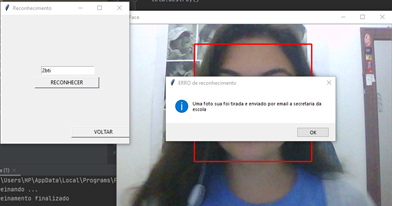 Reconhecimento
Face
Zbti
RECONHECER
VOLTAR
ERRO de reconhecimento
Uma foto sua foi tirada e enviado por email a secretaria da
escola
OK
\Users\HP\AppData\Local\Programs\P
einando ...
einamento finalizado